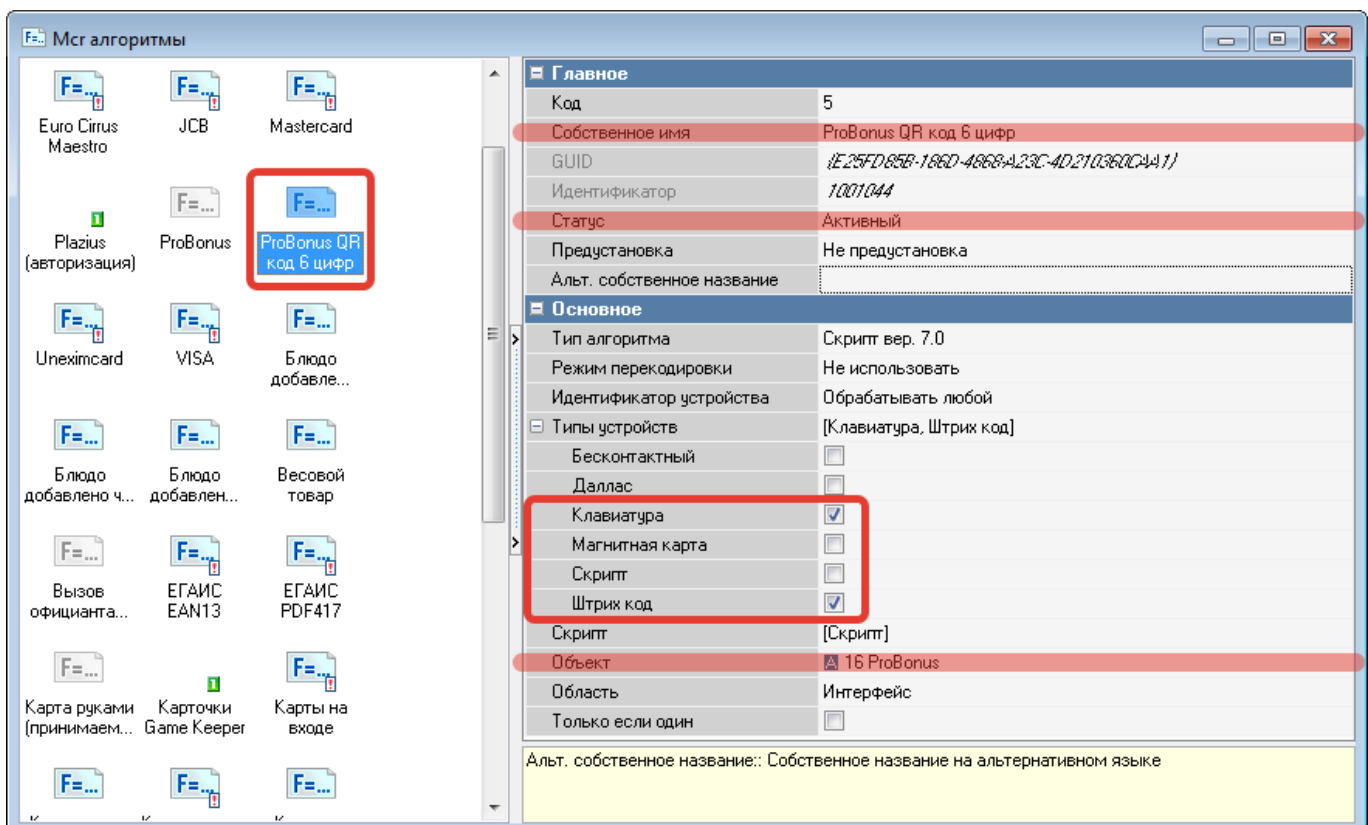 Mcr алгоритмы
Euro Cirrus
Maestro
JCB
Mastercard
Plazius
(авторизация)
ProBonus
ProBonus QR
код 6 цифр
Uneximcard
VISA
Блюдо
добавле...
Блюдо
добавлено ч...
Блюдо
добавлен...
Весовой
товар
Вызов
официанта...
ЕГАИС
EAN13
ЕГАИС
PDF417
Карта руками
(принимаем...
Карточки
Game Keeper
Карты на
входе
Главное
Код 5
Собственное имя ProBonus QR код 6 цифр
GUID {E25FD85B-186D-4868-A23C-4D210360CAA1}
Идентификатор 1001044
Статус Активный
Предустановка Не предустановка
Альт. собственное название
Основное
Тип алгоритма Скрипт вер. 7.0
Режим перекодировки Не использовать
Идентификатор устройства Обрабатывать любой
Типы устройств [Клавиатура, Штрих код]
Бесконтактный
Даллас
Клавиатура
Магнитная карта
Скрипт
Штрих код
Скрипт [Скрипт]
Объект A 16 ProBonus
Область Интерфейс
Только если один
Альт. собственное название:: Собственное название на альтернативном языке